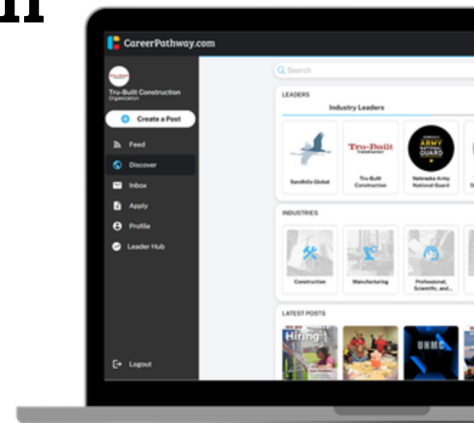 CareerPathway.com
Search
Tru-Built Construction
Organization
Create a Post
Feed
Discover
Inbox
Apply
Profile
Leader Hub
Logout
LEADERS
Industry Leaders
Tru-Built
Construction
Sandhills Global
Tru-Built
Construction
ARMY
NATIONAL
GUARD
Nebraska Army
National Guard
INDUSTRIES
Construction
Manufacturing
Professional,
Scientific, and...
LATEST POSTS
Hiring
UNMC